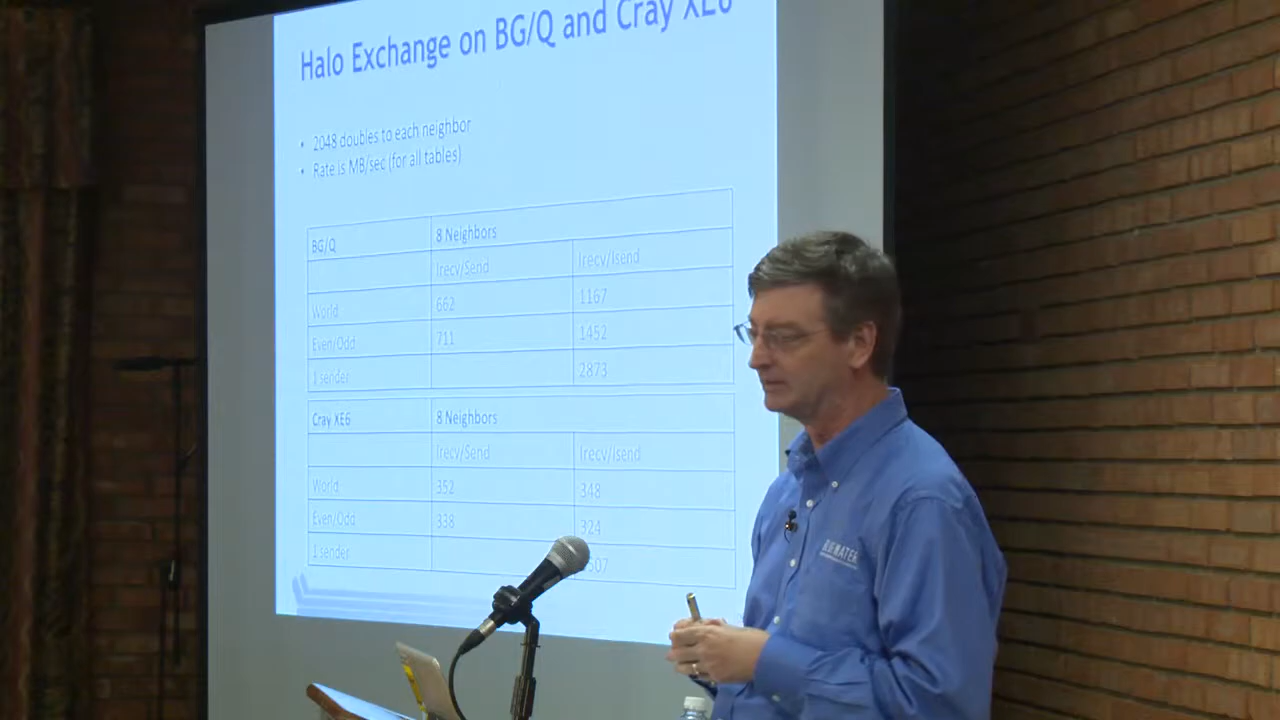 Halo Exchange on BG/Q and Cray XE6
• 2048 doubles to each neighbor
• Rate is MB/sec (for all tables)
BG/Q 8 Neighbors
Irecv/Send Irecv/Isend
World 662 1167
Even/Odd 711 1452
1 sender 2873
Cray XE6 8 Neighbors
Irecv/Send Irecv/Isend
World 352 348
Even/Odd 338 324
1 sender